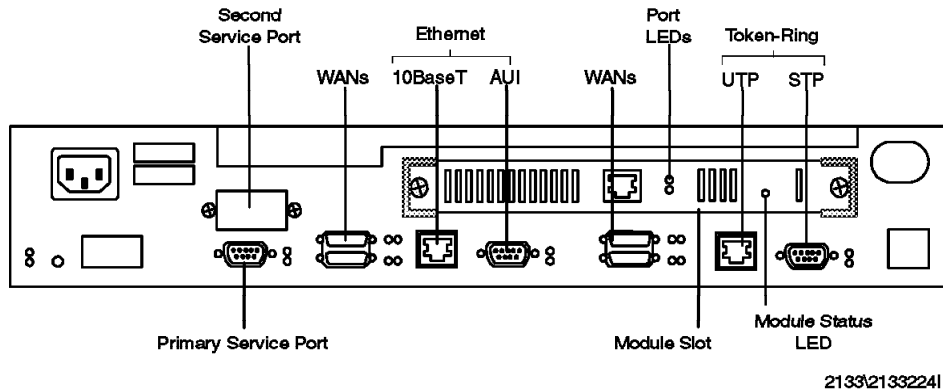 Second
Service Port
Ethernet
Port
LEDs
Token-Ring
WANs
10BaseT
AUI
WANs
UTP
STP
Primary Service Port
Module Slot
Module Status
LED
2133\2133224I